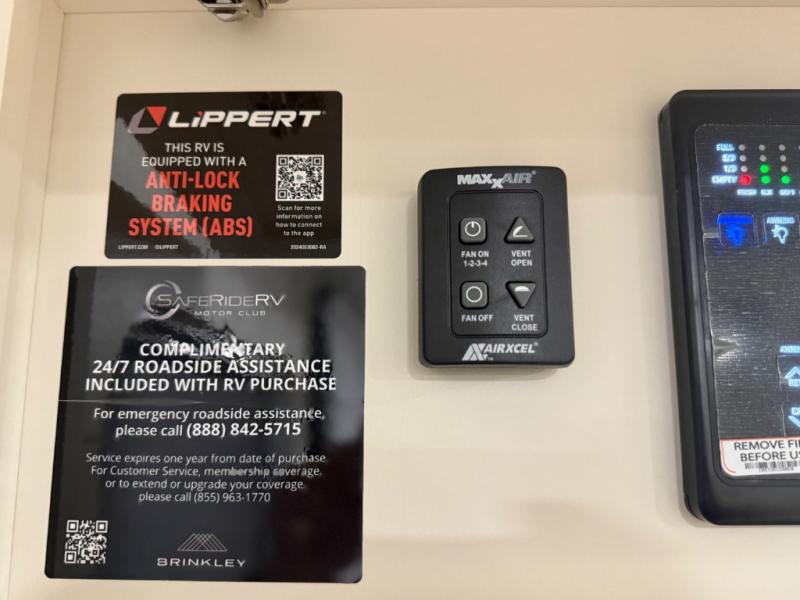 LIPPERT
THIS RV IS
EQUIPPED WITH A
ANTI-LOCK
BRAKING
SYSTEM (ABS)
Scan for more
information on
how to connect
to the app
LIPPERT.COM ©LIPPERT
SAFERIDERV
MOTOR CLUB
COMPLIMENTARY
24/7 ROADSIDE ASSISTANCE
INCLUDED WITH RV PURCHASE
For emergency roadside assistance,
please call (888) 842-5715
Service expires one year from date of purchase.
For Customer Service, membership coverage,
or to extend or upgrade your coverage
please call (855) 963-1770
BRINKLEY
MAXXAIR®
FAN ON
1-2-3-4
VENT
OPEN
FAN OFF
VENT
CLOSE
AIRXCEL®
FULL
2/3
1/3
EMPTY
FRESH
AWNING
REMOVE FI
BEFORE US